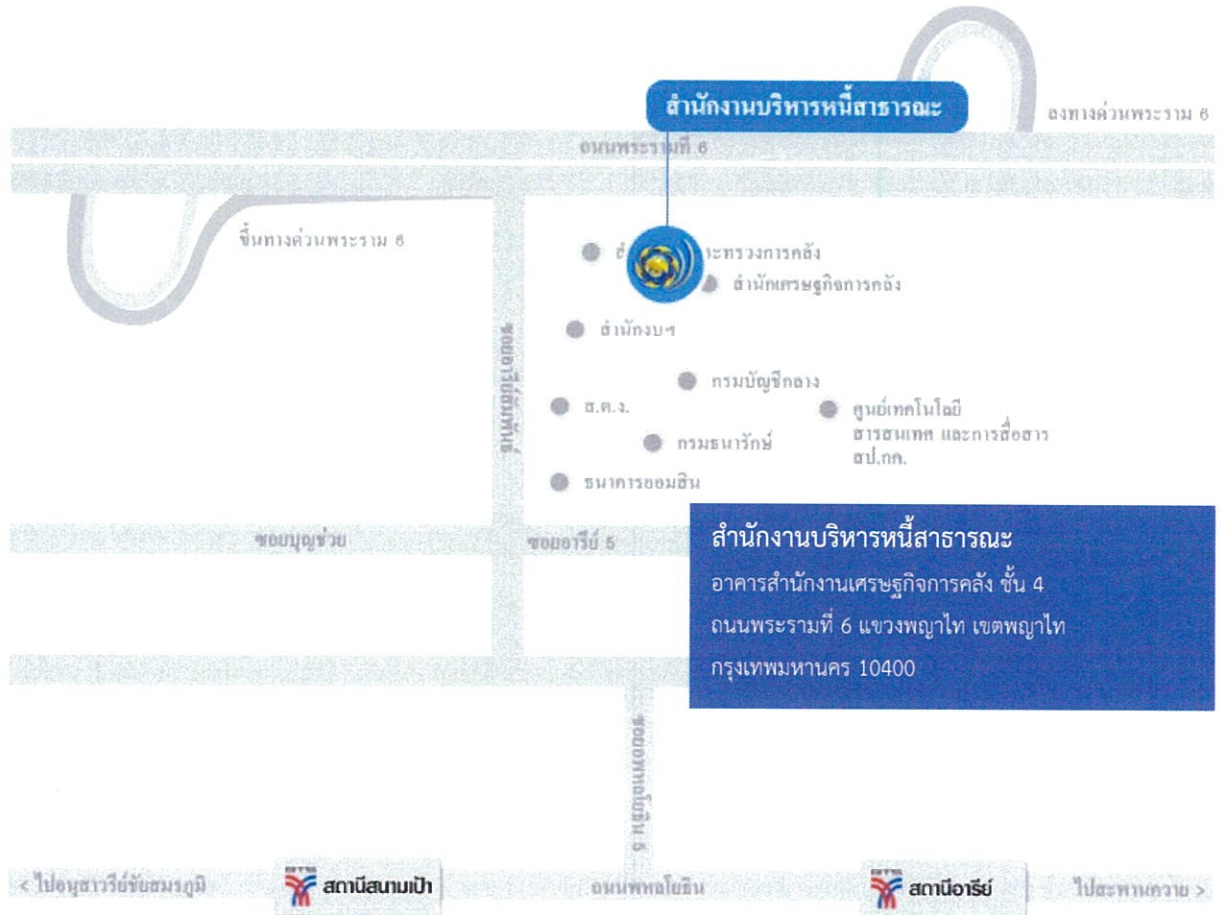 สำนักงานบริหารหนี้สาธารณะ
ลงทางด่วนพระราม 6
ถนนพระรามที่ 6
ขึ้นทางด่วนพระราม 6
กระทรวงการคลัง
สำนักเศรษฐกิจการคลัง
สำนักงบฯ
ซอยอารีย์สัมพันธ์
กรมบัญชีกลาง
ส.ต.ง.
ศูนย์เทคโนโลยี
สารสนเทศ และการสื่อสาร
สป.กค.
กรมธนารักษ์
ธนาคารออมสิน
ซอยบุญช่วย
ซอยอารีย์ 5
สำนักงานบริหารหนี้สาธารณะ
อาคารสำนักงานเศรษฐกิจการคลัง ชั้น 4
ถนนพระรามที่ 6 แขวงพญาไท เขตพญาไท
กรุงเทพมหานคร 10400
ซอยพหลโยธิน 5
< ไปอนุสาวรีย์ชัยสมรภูมิ
สถานีสนามเป้า
ถนนพหลโยธิน
สถานีอารีย์
ไปสะพานควาย >